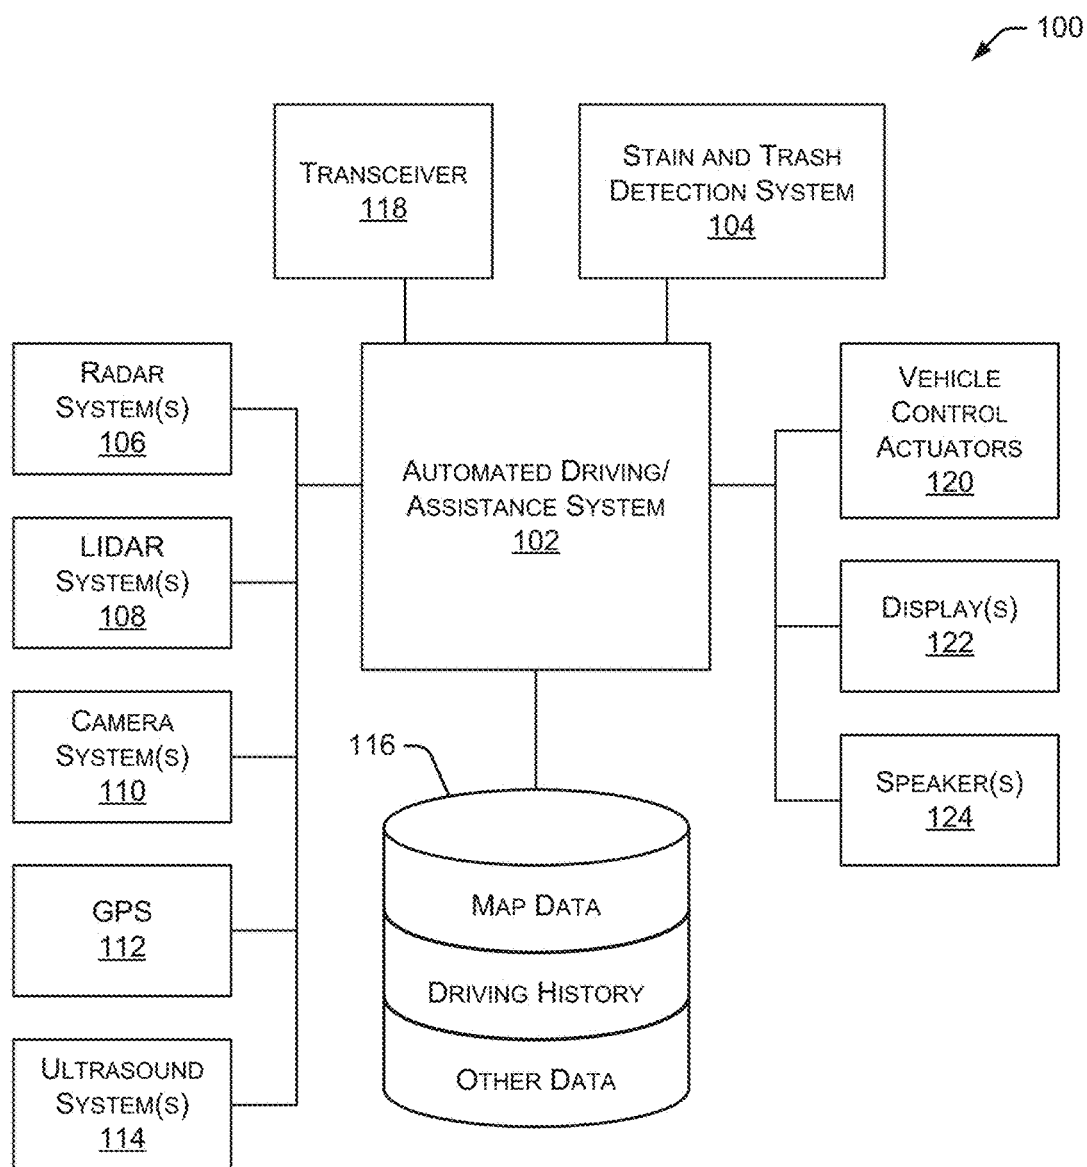 100
TRANSCEIVER
118
STAIN AND TRASH
DETECTION SYSTEM
104
RADAR
SYSTEM(S)
106
LIDAR
SYSTEM(S)
108
CAMERA
SYSTEM(S)
110
GPS
112
ULTRASOUND
SYSTEM(S)
114
AUTOMATED DRIVING/
ASSISTANCE SYSTEM
102
116
MAP DATA
DRIVING HISTORY
OTHER DATA
VEHICLE
CONTROL
ACTUATORS
120
DISPLAY(S)
122
SPEAKER(S)
124